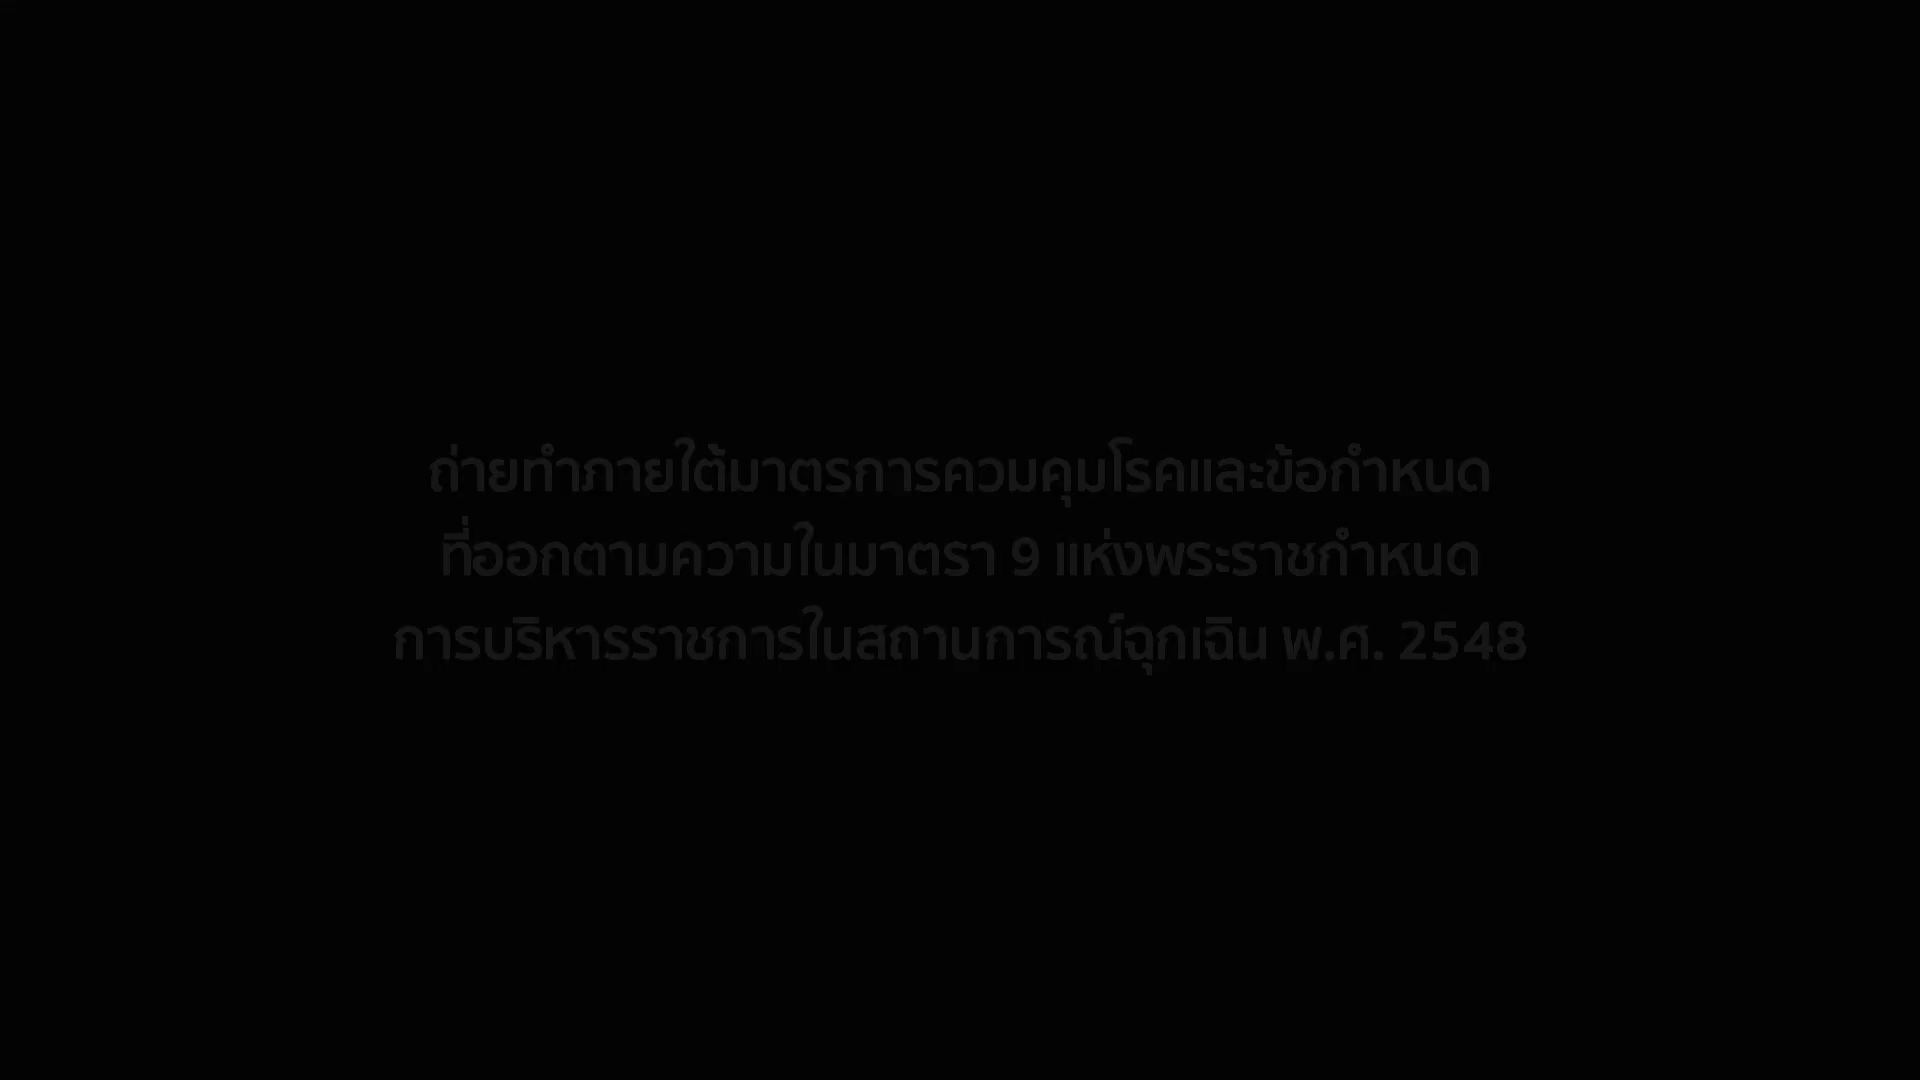 ถ่ายทำภายใต้มาตรการควมคุมโรคและข้อกำหนด
ที่ออกตามความในมาตรา 9 แห่งพระราชกำหนด
การบริหารราชการในสถานการณ์ฉุกเฉิน พ.ศ. 2548